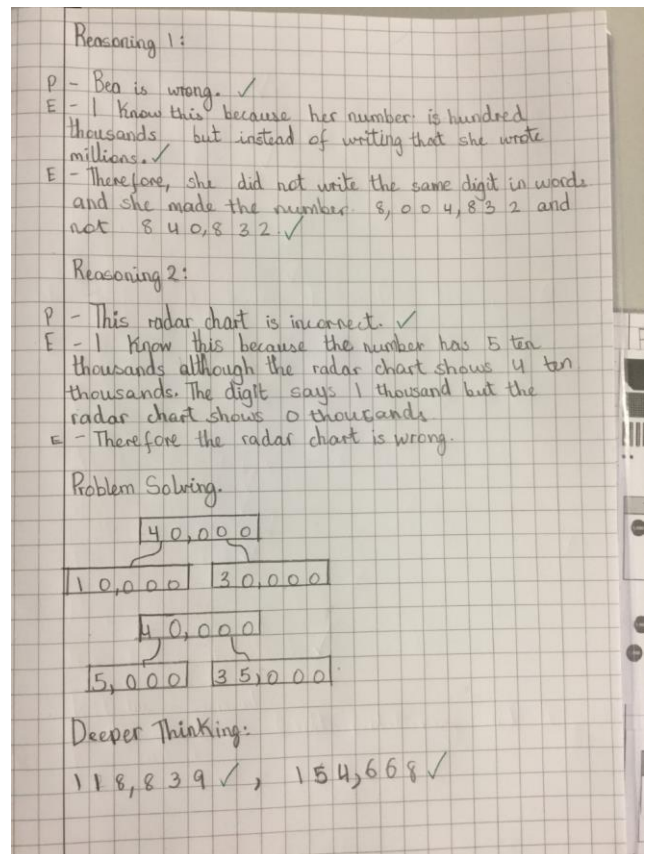 Reasoning 1:
P - Bea is wrong. ✓
E - I know this because her number is hundred
thousands but instead of writing that she wrote
millions. ✓
E - Therefore, she did not write the same digit in words
and she made the number 8,004,832 and
not 840,832. ✓
Reasoning 2:
P - This radar chart is incorrect. ✓
E - I know this because the number has 5 ten
thousands although the radar chart shows 4 ten
thousands. The digit says 1 thousand but the
radar chart shows 0 thousands
E - Therefore the radar chart is wrong.
Problem Solving.
40,000
10,000 30,000
40,000
5,000 35,000
Deeper Thinking:
118,839 ✓, 154,668 ✓